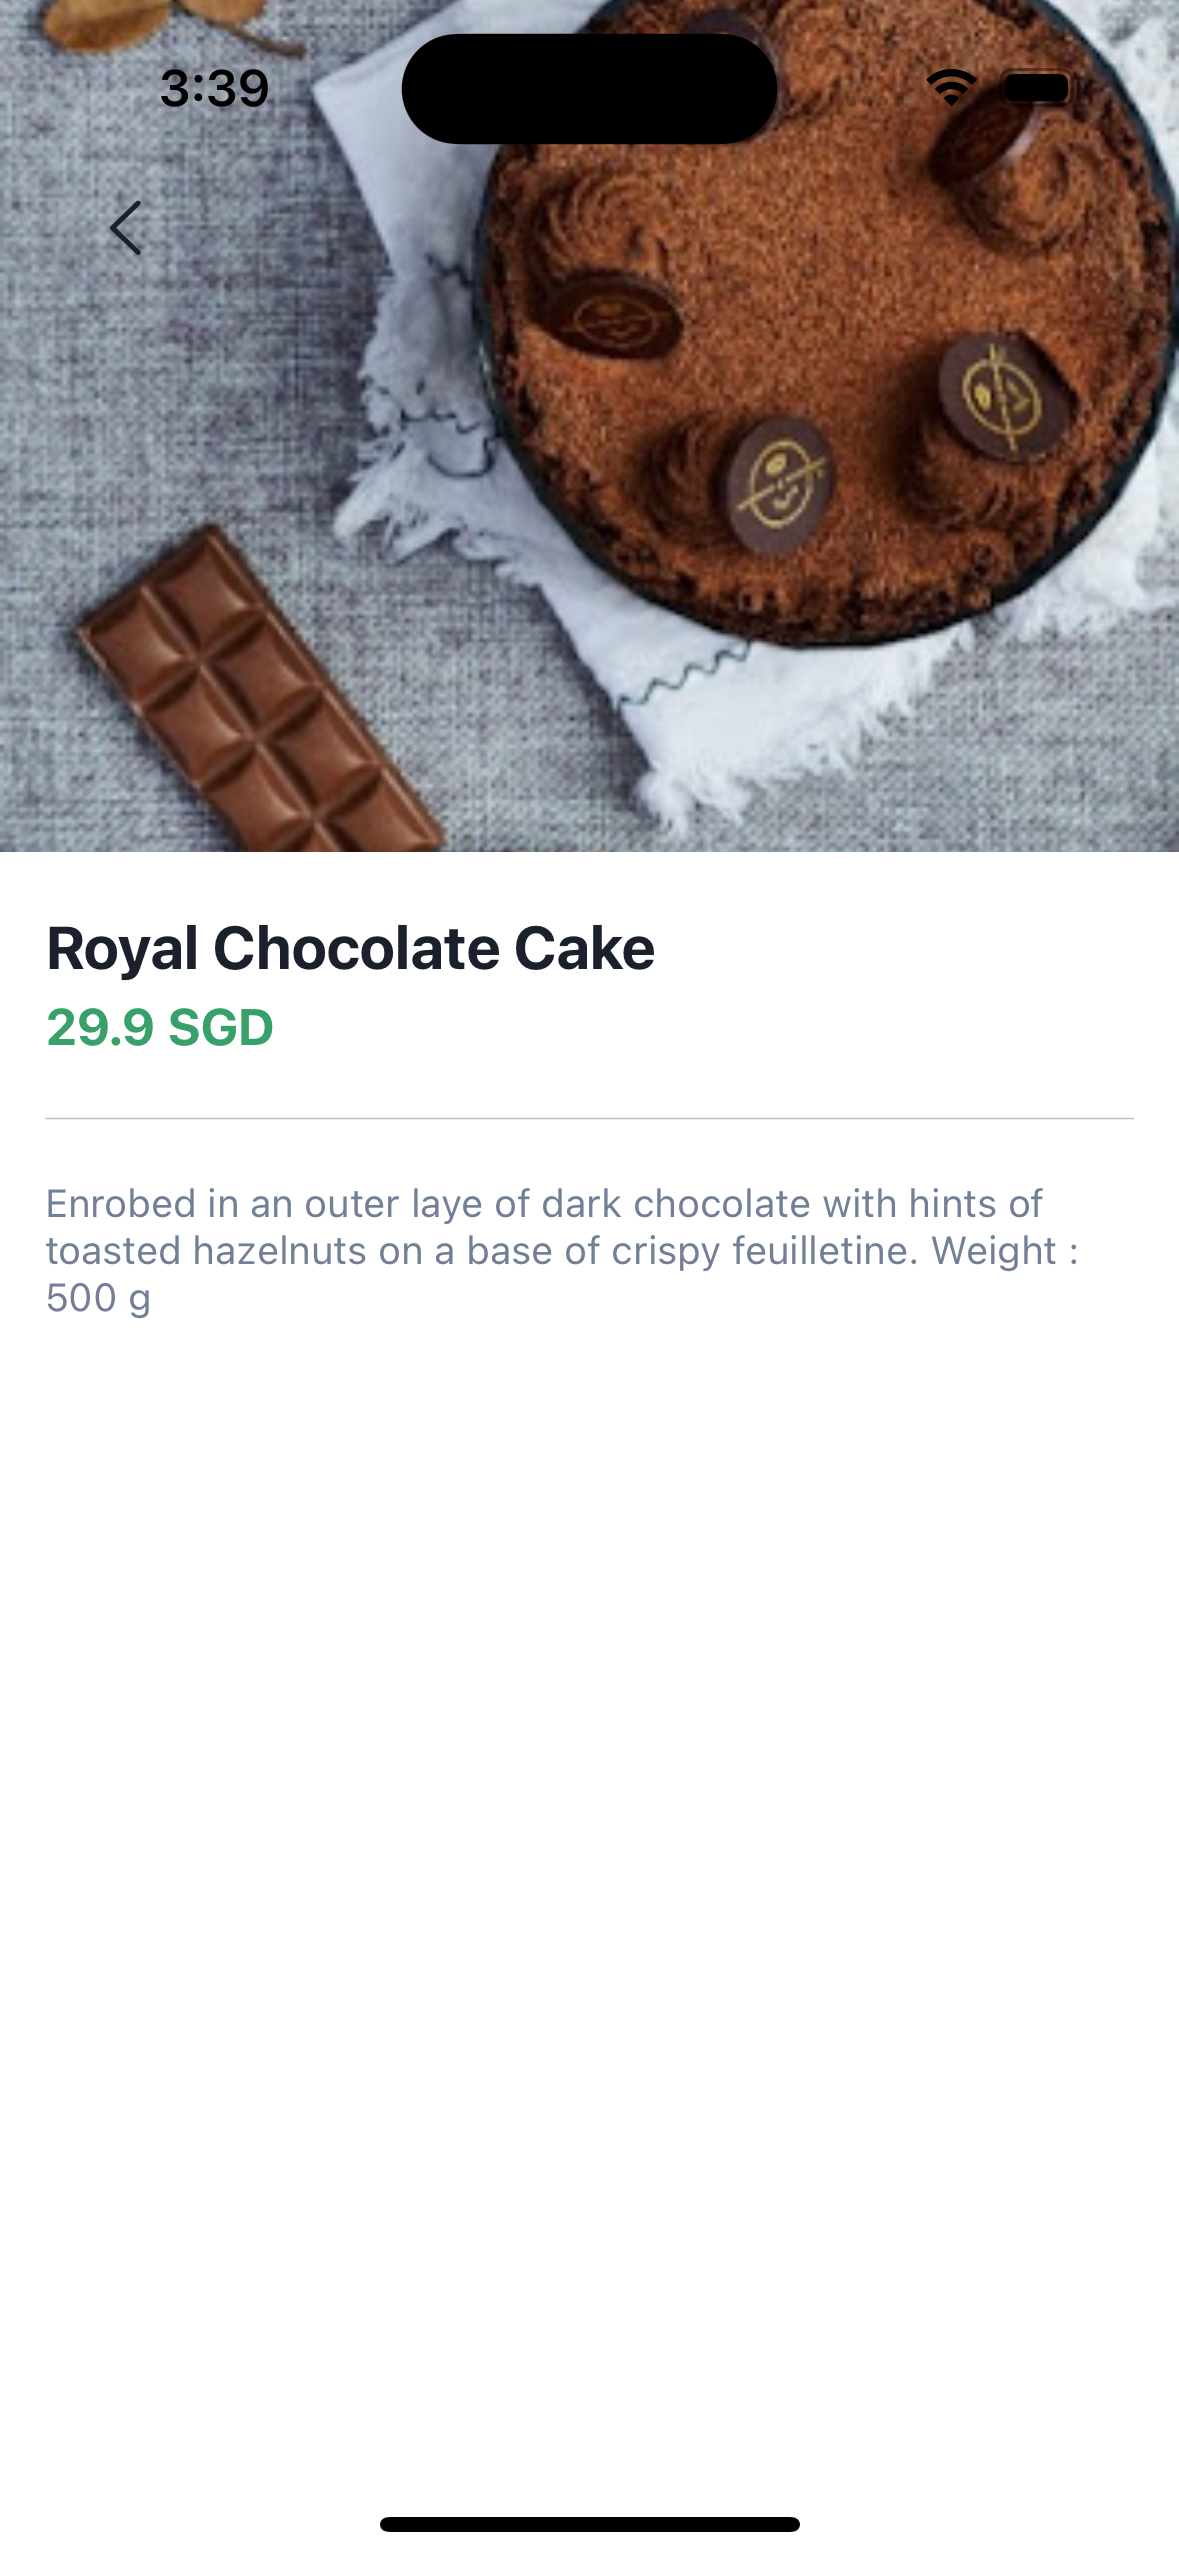 3:39
Royal Chocolate Cake
29.9 SGD
Enrobed in an outer laye of dark chocolate with hints of
toasted hazelnuts on a base of crispy feuilletine. Weight :
500 g